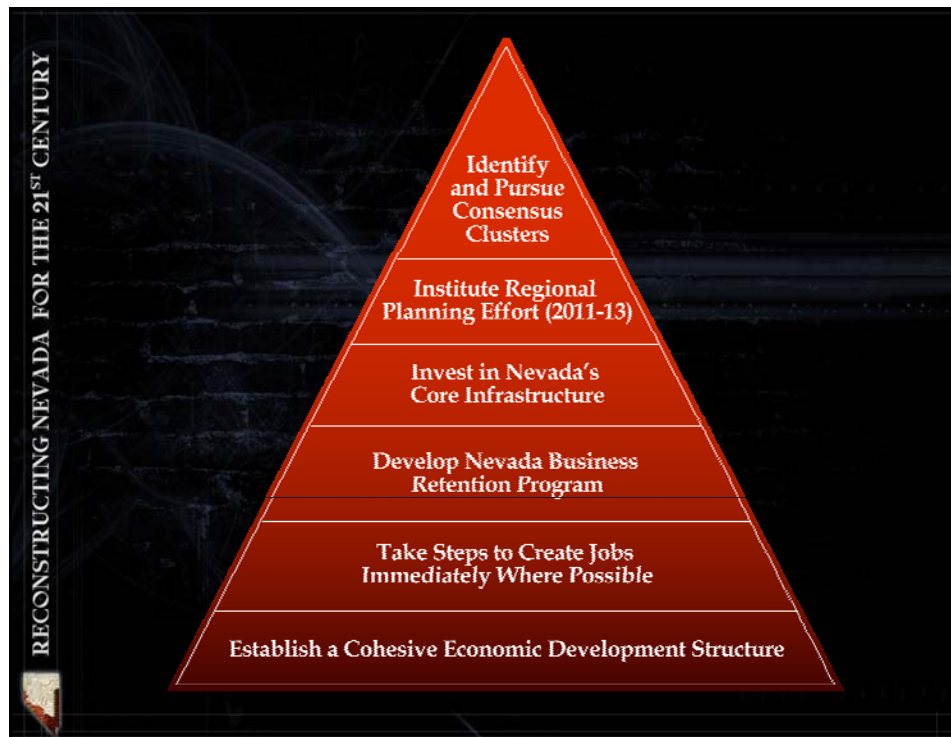 RECONSTRUCTING NEVADA FOR THE 21ST CENTURY
Identify
and Pursue
Consensus
Clusters
Institute Regional
Planning Effort (2011-13)
Invest in Nevada's
Core Infrastructure
Develop Nevada Business
Retention Program
Take Steps to Create Jobs
Immediately Where Possible
Establish a Cohesive Economic Development Structure